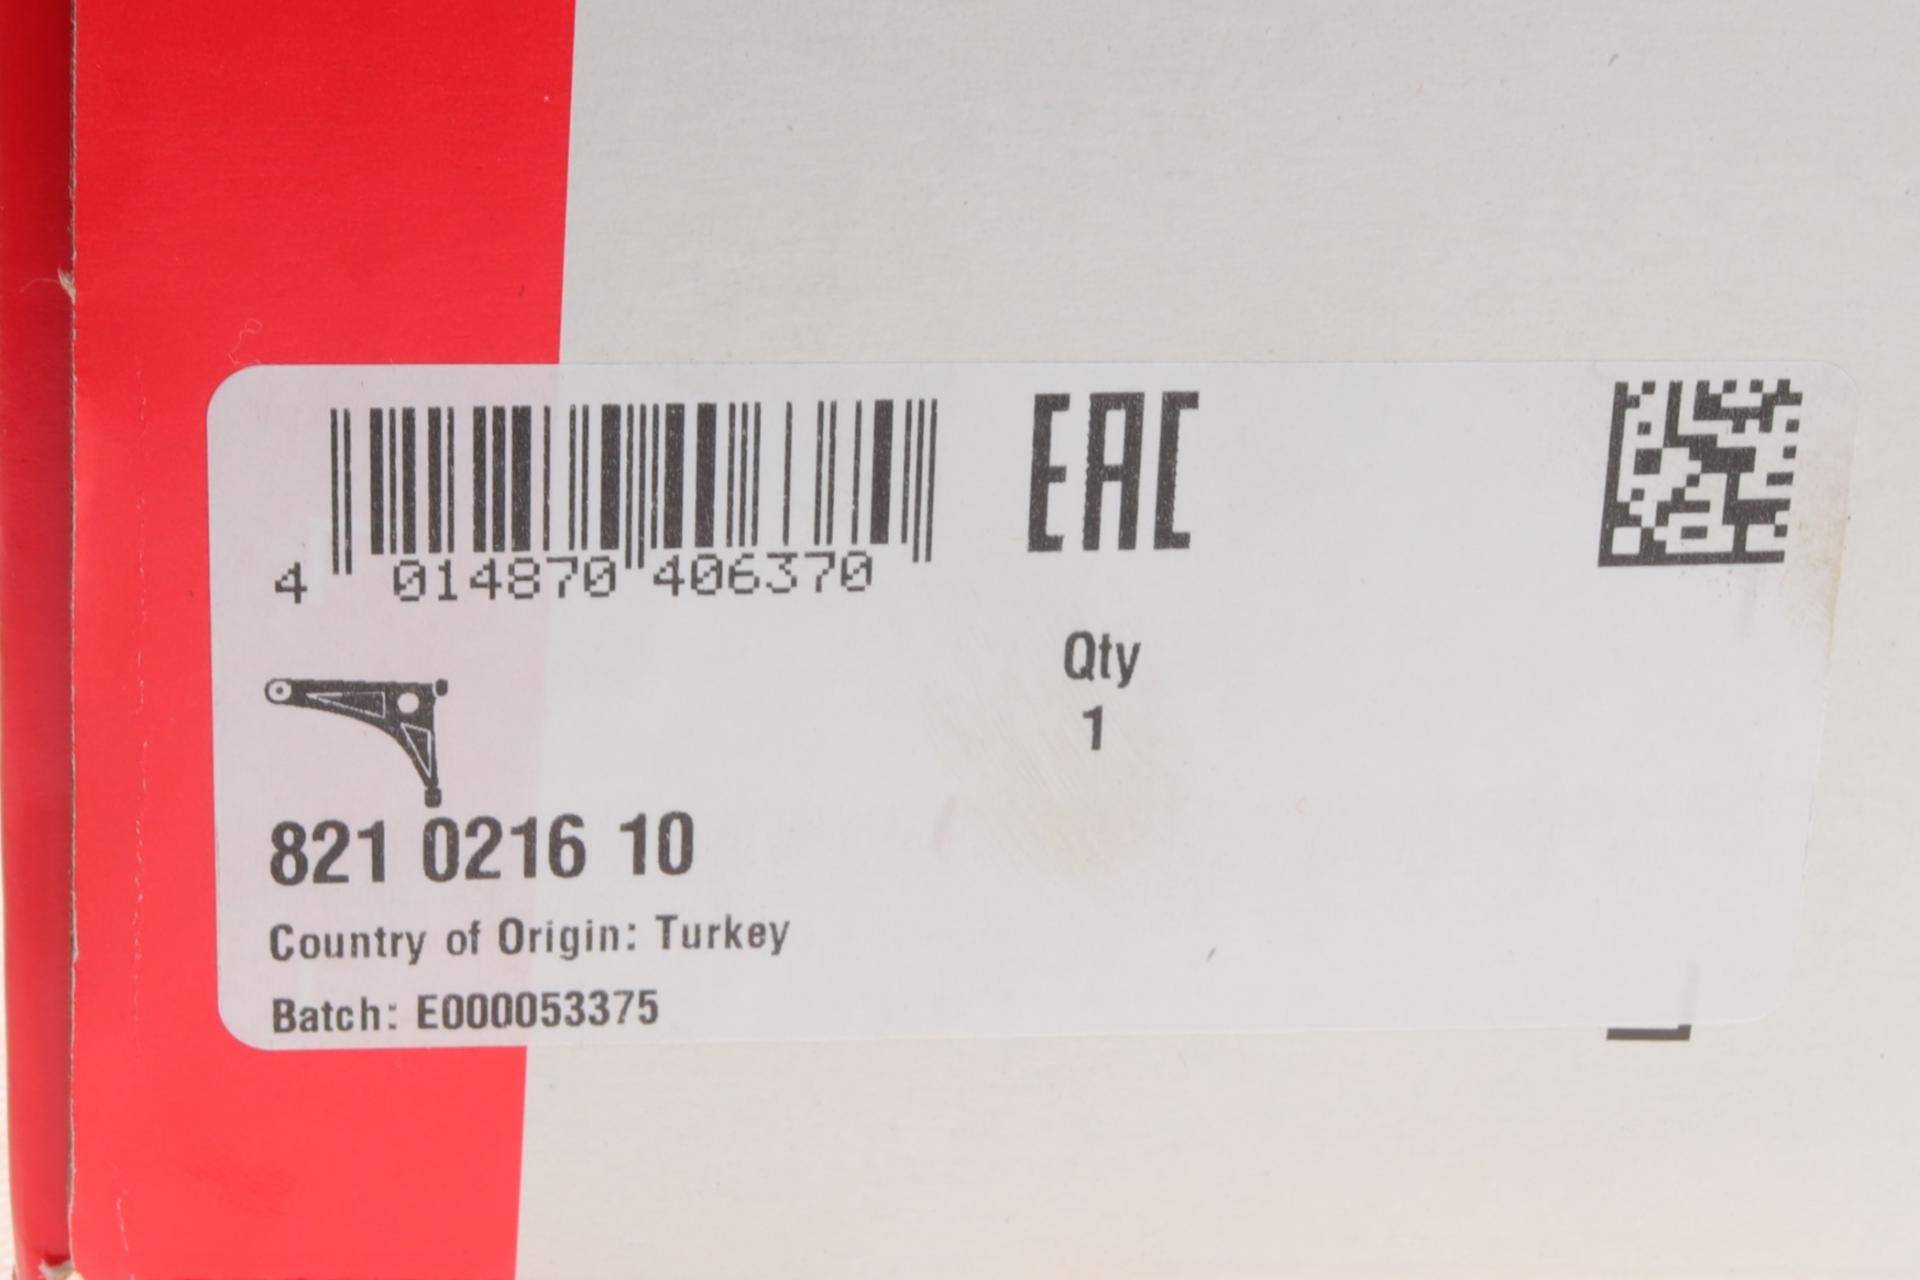 4 014870 406370
EAC
Qty
1
821 0216 10
Country of Origin: Turkey
Batch: E000053375